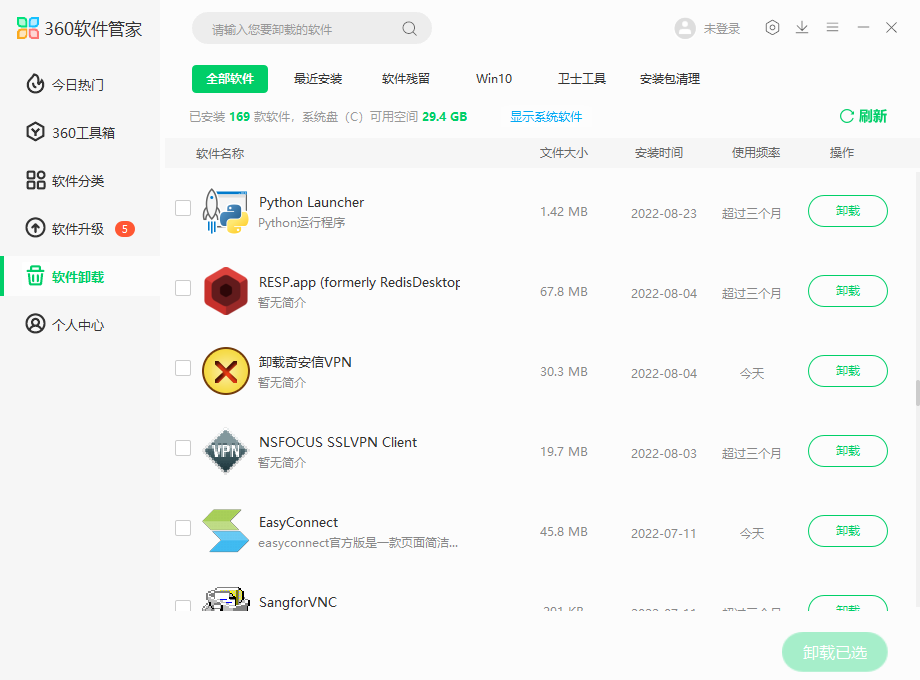 360软件管家
请输入您要卸载的软件
未登录
今日热门
360工具箱
软件分类
软件升级 5
软件卸载
个人中心
全部软件 最近安装 软件残留 Win10 卫士工具 安装包清理
已安装 169 款软件，系统盘（C）可用空间 29.4 GB 显示系统软件 刷新
软件名称 文件大小 安装时间 使用频率 操作
Python Launcher
Python运行程序
1.42 MB 2022-08-23 超过三个月 卸载
RESP.app (formerly RedisDesktop
暂无简介
67.8 MB 2022-08-04 超过三个月 卸载
卸载奇安信VPN
暂无简介
30.3 MB 2022-08-04 今天 卸载
VPN
NSFOCUS SSLVPN Client
暂无简介
19.7 MB 2022-08-03 超过三个月 卸载
EasyConnect
easyconnect官方版是一款页面简洁...
45.8 MB 2022-07-11 今天 卸载
SangforVNC
超过三个月 卸载
卸载已选